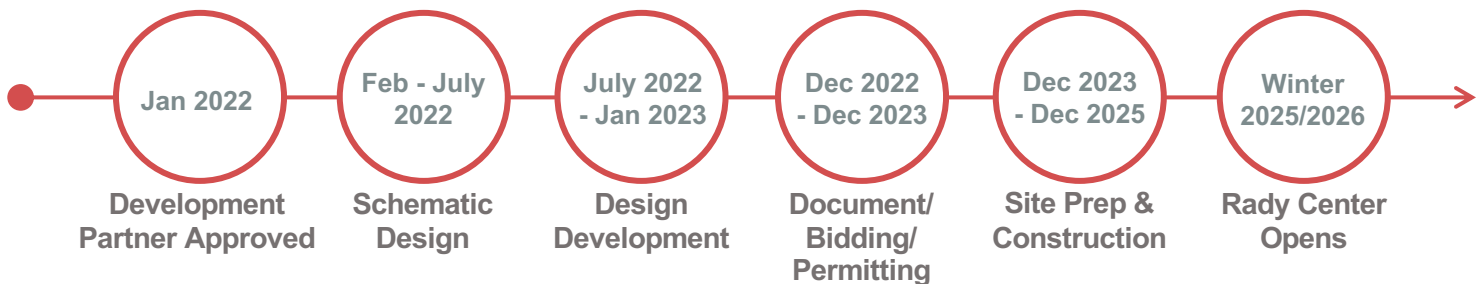 Jan 2022
Development
Partner Approved
Feb - July
2022
Schematic
Design
July 2022
- Jan 2023
Design
Development
Dec 2022
- Dec 2023
Document/
Bidding/
Permitting
Dec 2023
- Dec 2025
Site Prep &
Construction
Winter
2025/2026
Rady Center
Opens